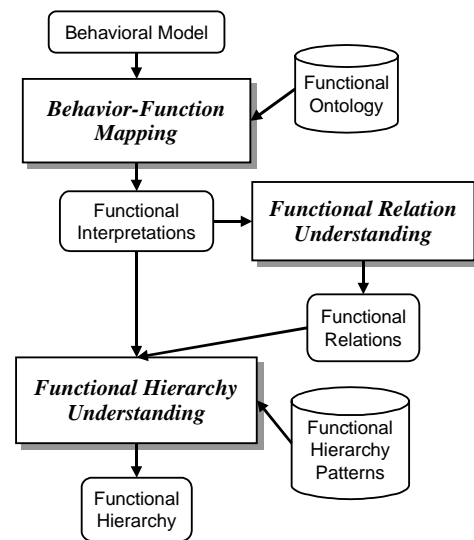 Behavioral Model
Behavior-Function
Mapping
Functional
Ontology
Functional
Interpretations
Functional Relation
Understanding
Functional
Relations
Functional Hierarchy
Understanding
Functional
Hierarchy
Patterns
Functional
Hierarchy